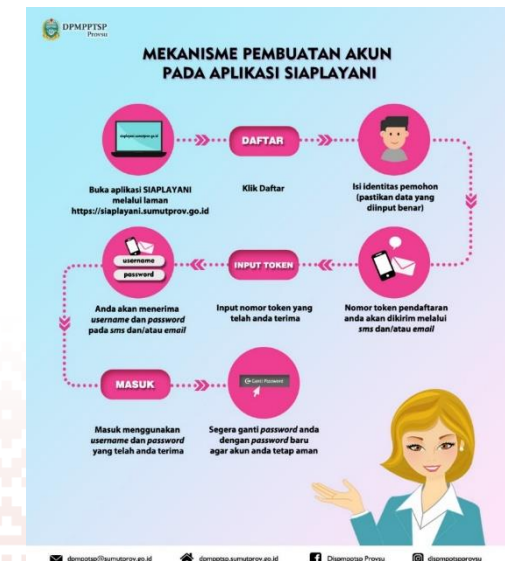 DPMPPTSP
Provsu
MEKANISME PEMBUATAN AKUN
PADA APLIKASI SIAPLAYANI
DAFTAR
Buka aplikasi SIAPLAYANI
melalui laman
https://siaplayani.sumutprov.go.id
Klik Daftar
Isi identitas pemohon
(pastikan data yang
diinput benar)
username
password
INPUT TOKEN
Anda akan menerima
username dan password
pada sms dan/atau email
Input nomor token yang
telah anda terima
Nomor token pendaftaran
anda akan dikirim melalui
sms dan/atau email
MASUK
Ganti Password
Masuk menggunakan
username dan password
yang telah anda terima
Segera ganti password anda
dengan password baru
agar akun anda tetap aman
dpmpptsp@sumutprov.go.id
dpmpptsp.sumutprov.go.id
Dispmpptsp Provsu
dispmpptspprovsu